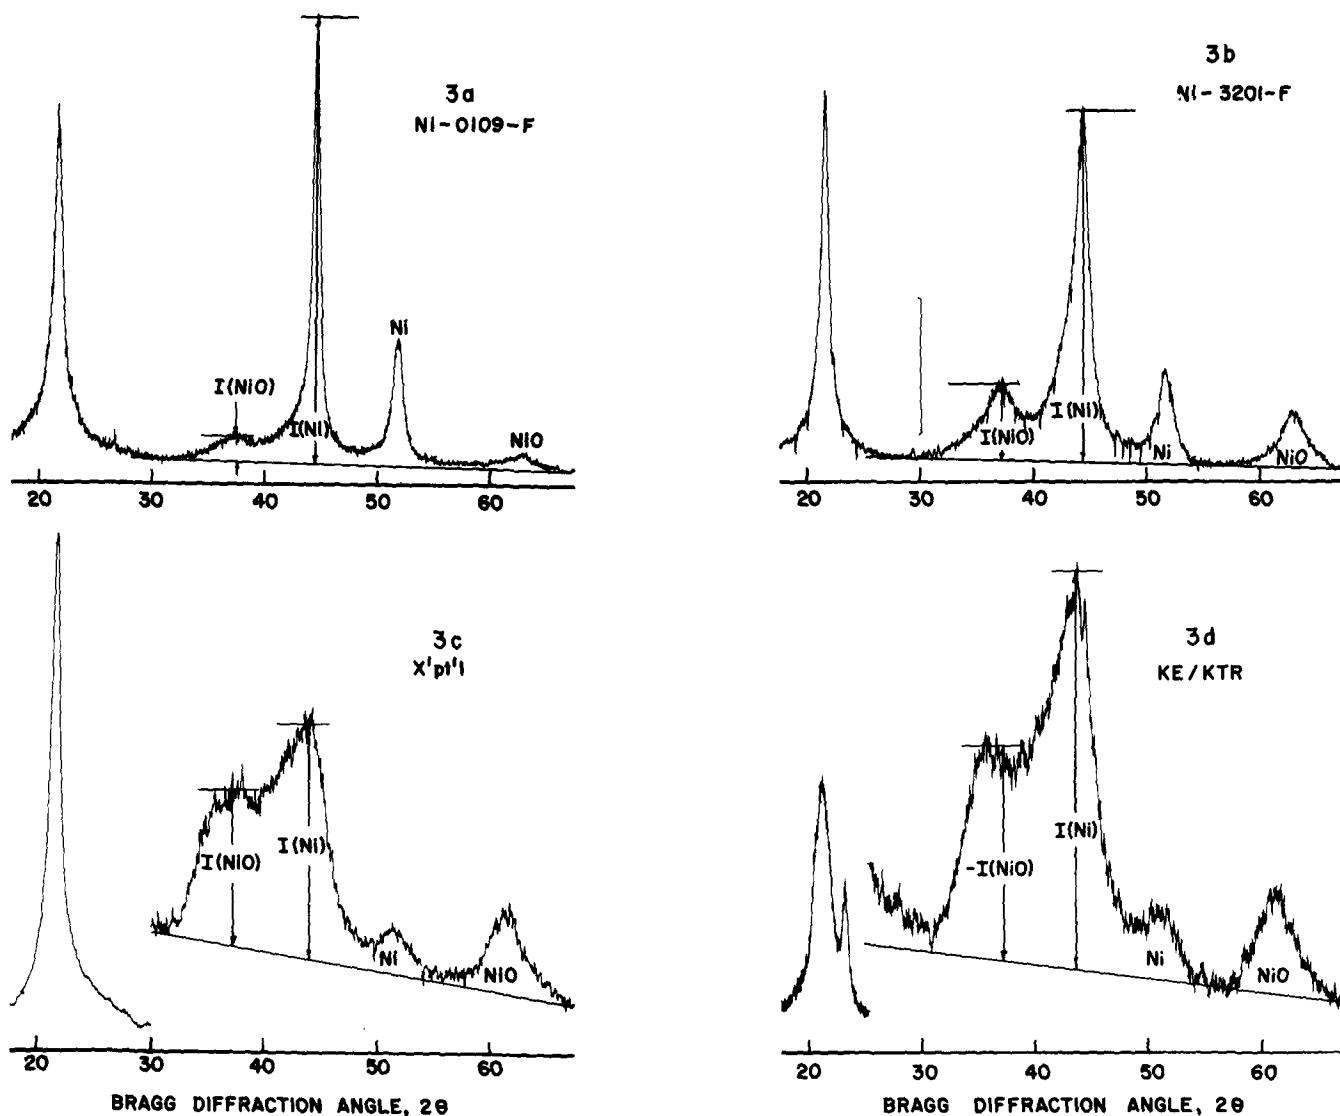 3a
Ni-0109-F
I(NiO)
I(Ni)
Ni
NiO
20 30 40 50 60
3b
Ni-3201-F
I(NiO)
I(Ni)
Ni
NiO
20 30 40 50 60
3c
X'pt'l
I(NiO)
I(Ni)
Ni
NiO
20 30 40 50 60
BRAGG DIFFRACTION ANGLE, 2θ
3d
KE/KTR
-I(NiO)
I(Ni)
Ni
NiO
20 30 40 50 60
BRAGG DIFFRACTION ANGLE, 2θ